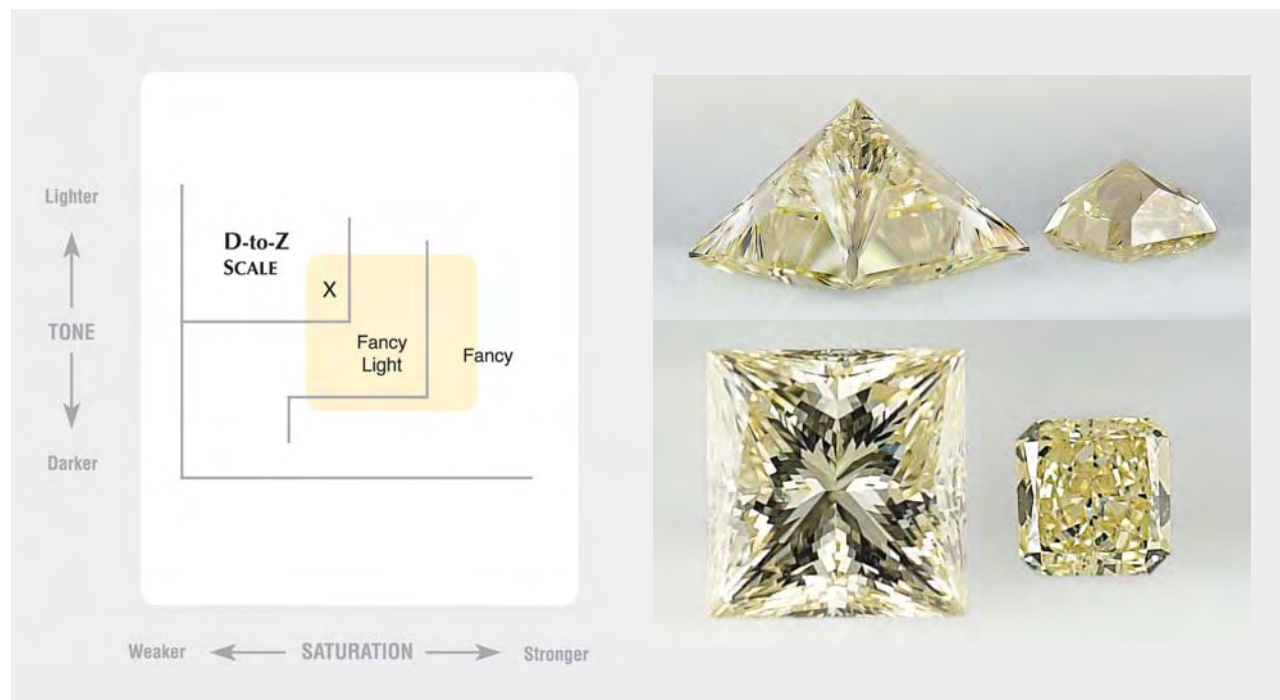 Lighter
TONE
Darker
D-to-Z
SCALE
X
Fancy
Light
Fancy
Weaker
SATURATION
Stronger